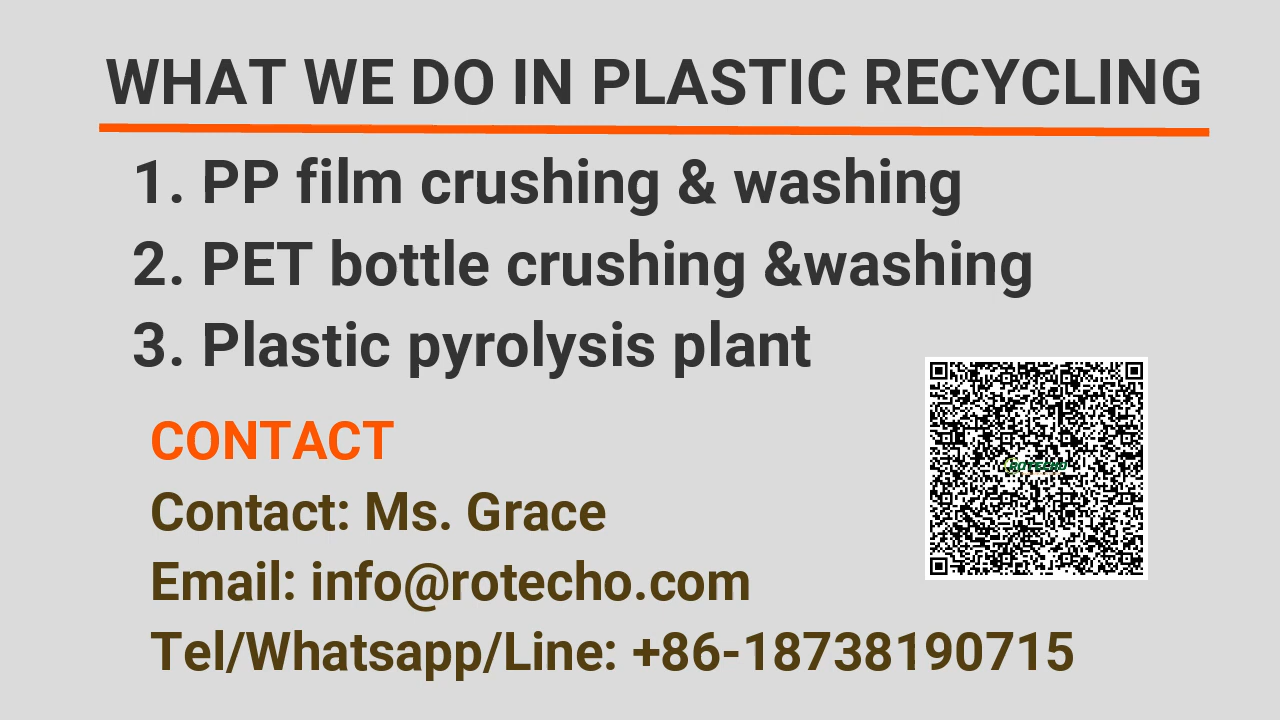 WHAT WE DO IN PLASTIC RECYCLING
1. PP film crushing & washing
2. PET bottle crushing &washing
3. Plastic pyrolysis plant
CONTACT
ROTECHO
Contact: Ms. Grace
Email: info@rotecho.com
Tel/Whatsapp/Line: +86-18738190715